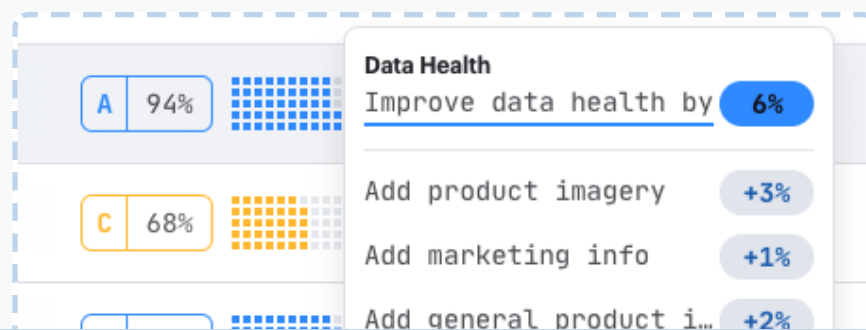 Data Health
A 94% Improve data health by 6%
Add product imagery +3%
C 68%
Add marketing info +1%
Add general product i… +2%